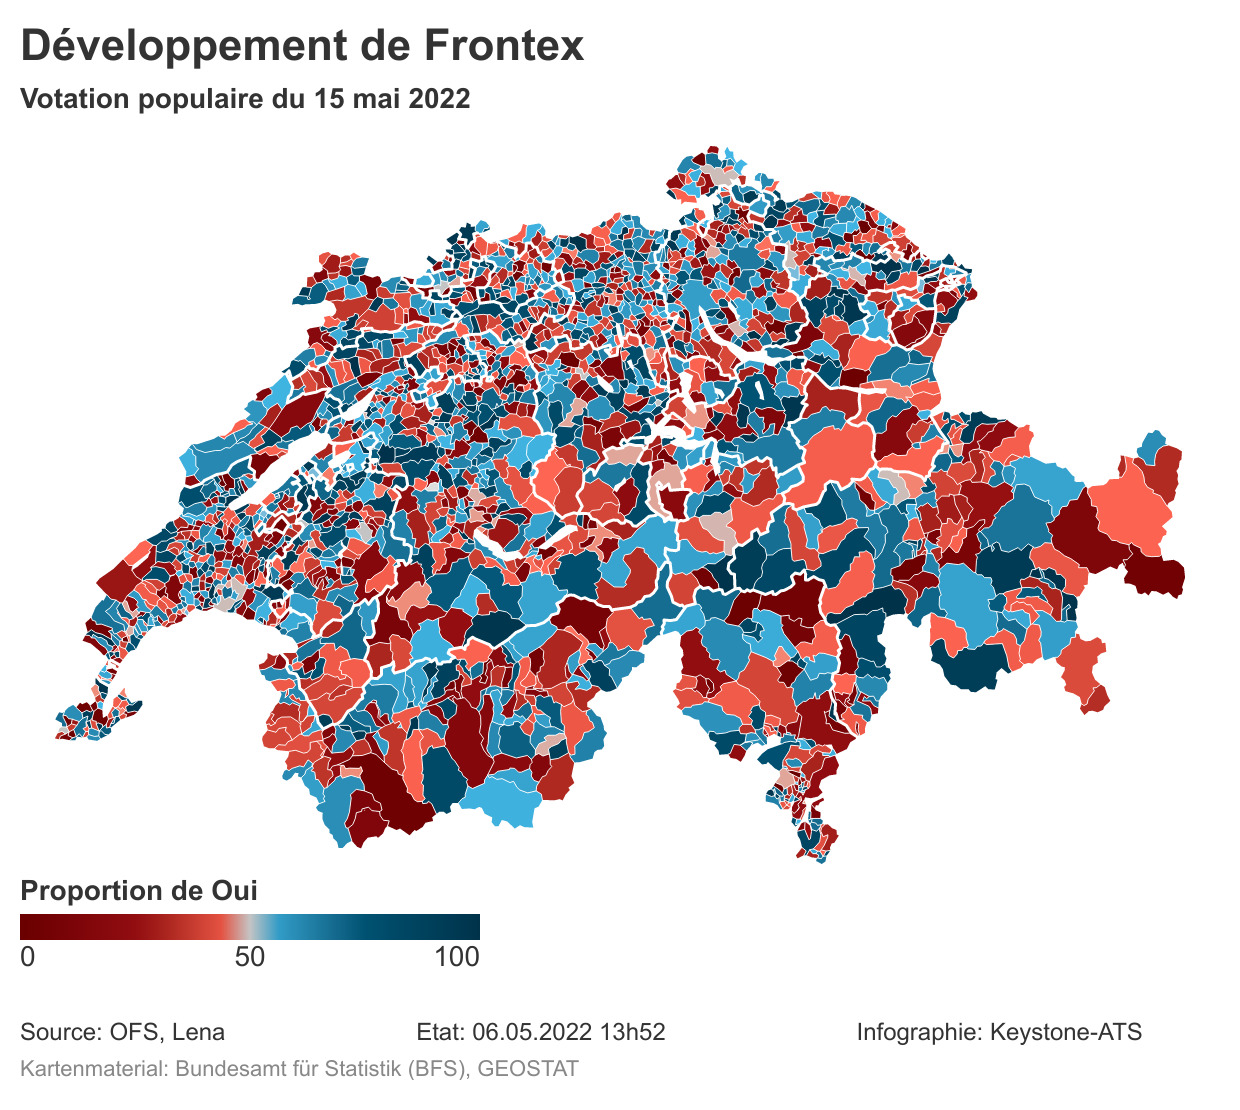 Développement de Frontex
Votation populaire du 15 mai 2022
Proportion de Oui
0 50 100
Source: OFS, Lena Etat: 06.05.2022 13h52 Infographie: Keystone-ATS
Kartenmaterial: Bundesamt für Statistik (BFS), GEOSTAT